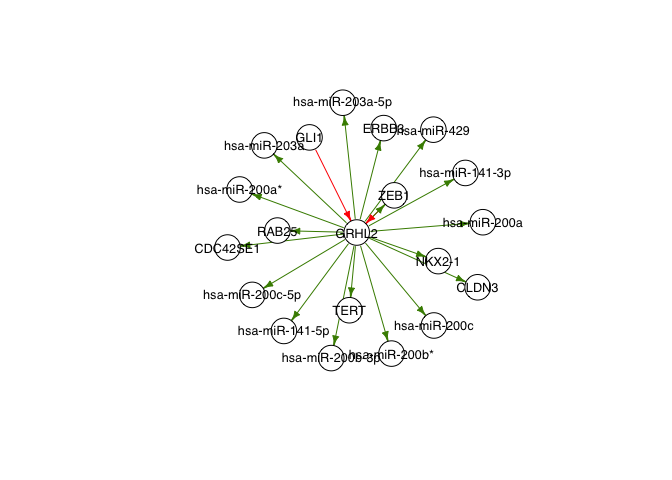 hsa-miR-203a-5p
ERBB3
hsa-miR-429
GLI1
hsa-miR-203a
hsa-miR-141-3p
hsa-miR-200a*
ZEB1
hsa-miR-200a
RAB25
GRHL2
CDC42SE1
NKX2-1
CLDN3
hsa-miR-200c-5p
TERT
hsa-miR-200c
hsa-miR-141-5p
hsa-miR-200b-3p
hsa-miR-200b*